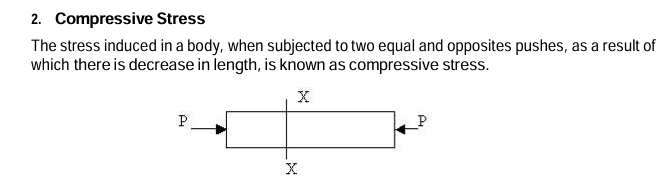 2. Compressive Stress
The stress induced in a body, when subjected to two equal and opposites pushes, as a result of
which there is decrease in length, is known as compressive stress.
X
P
P
X